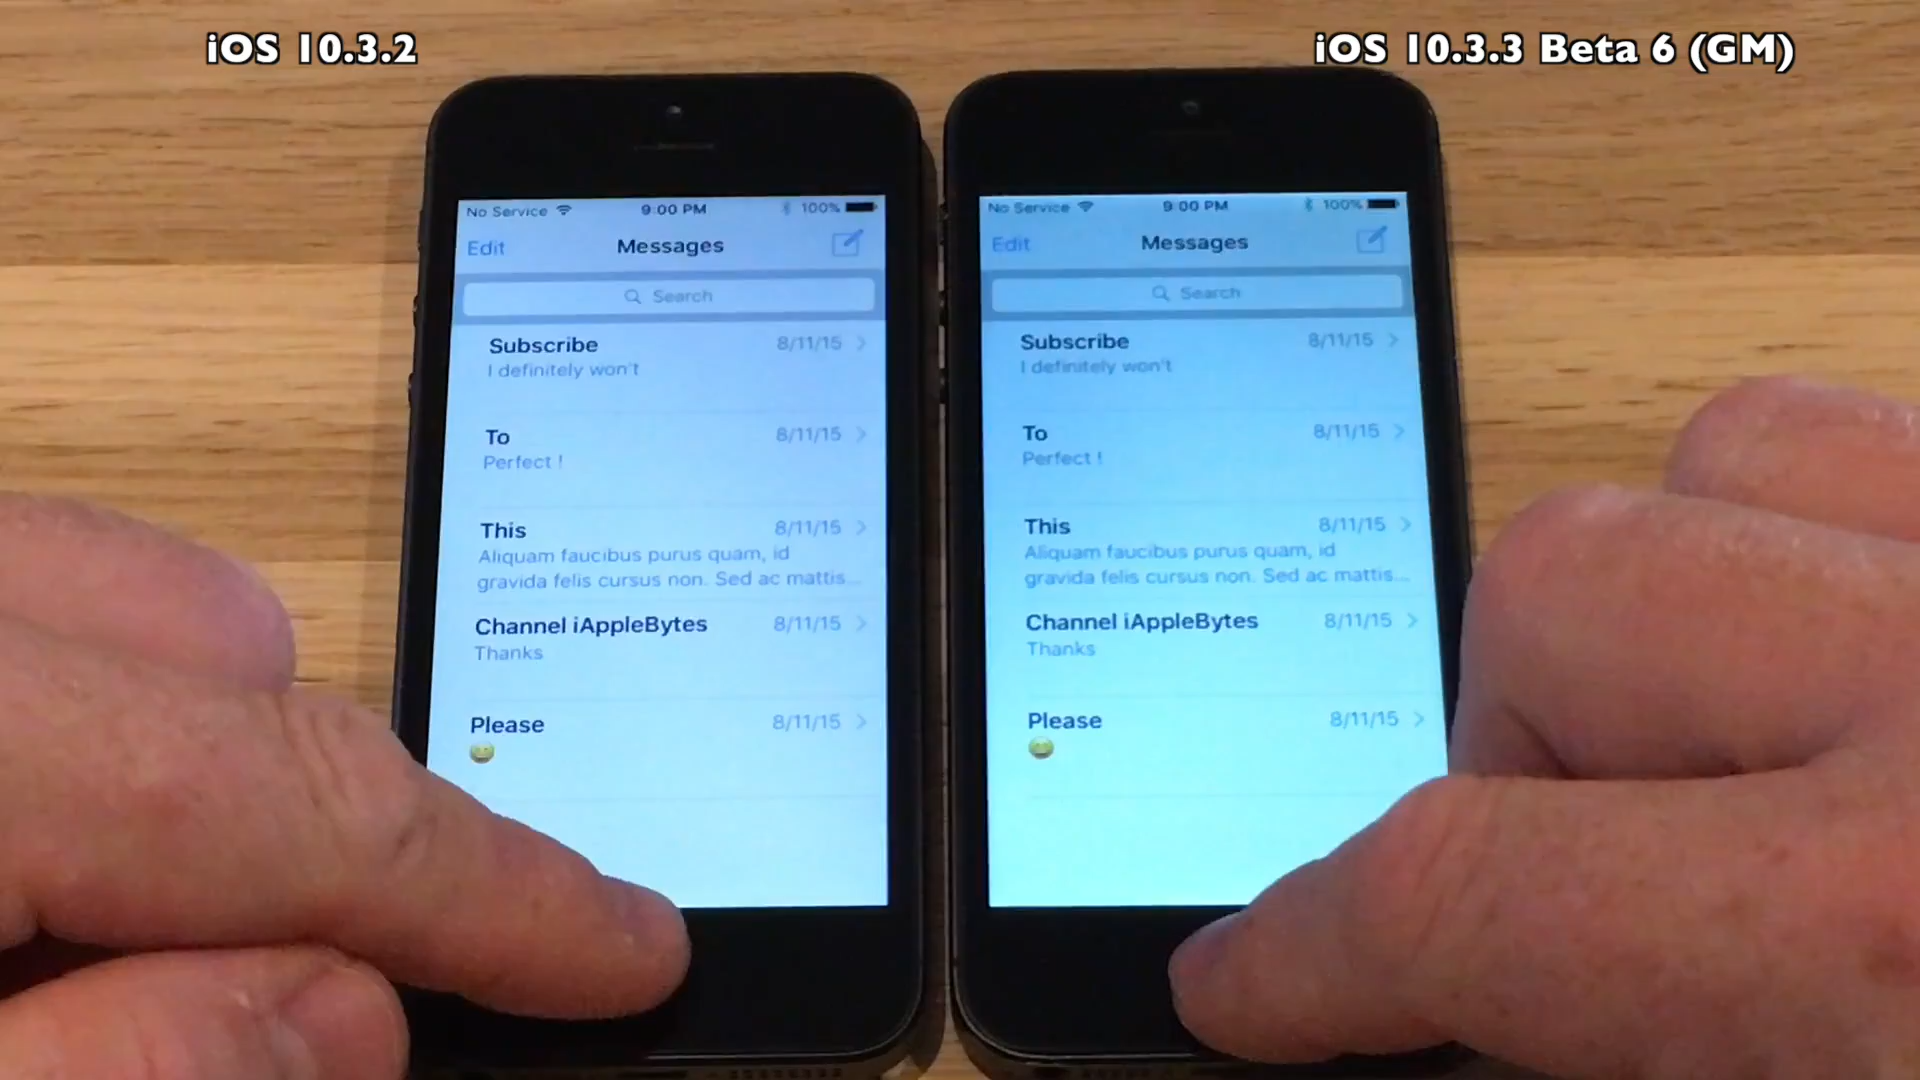 iOS 10.3.2
iOS 10.3.3 Beta 6 (GM)
No Service 9:00 PM 100%
Edit Messages
Search
Subscribe 8/11/15
I definitely won't
To 8/11/15
Perfect !
This 8/11/15
Aliquam faucibus purus quam, id
gravida felis cursus non. Sed ac mattis...
Channel iAppleBytes 8/11/15
Thanks
Please 8/11/15
No Service 9:00 PM 100%
Edit Messages
Search
Subscribe 8/11/15
I definitely won't
To 8/11/15
Perfect !
This 8/11/15
Aliquam faucibus purus quam, id
gravida felis cursus non. Sed ac mattis...
Channel iAppleBytes 8/11/15
Thanks
Please 8/11/15